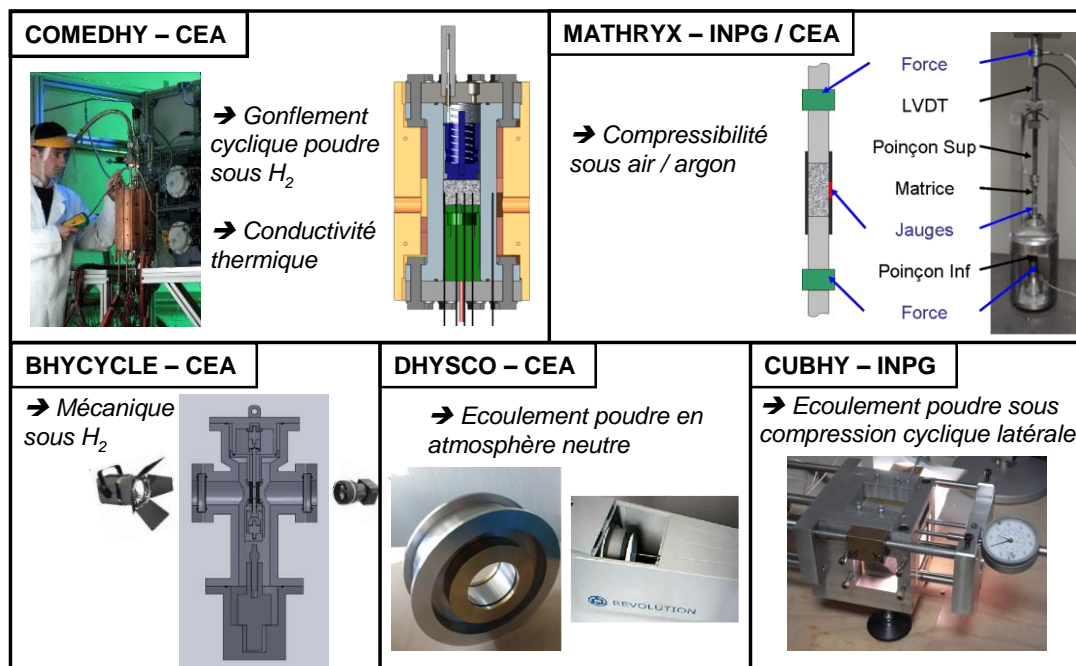 COMEDHY – CEA
➔ Gonflement
cyclique poudre
sous H2
➔ Conductivité
thermique
MATHRYX – INPG / CEA
➔ Compressibilité
sous air / argon
Force
LVDT
Poinçon Sup
Matrice
Jauges
Poinçon Inf
Force
BHYCYCLE – CEA
➔ Mécanique
sous H2
DHYSCO – CEA
➔ Ecoulement poudre en
atmosphère neutre
REVOLUTION
CUBHY – INPG
➔ Ecoulement poudre sous
compression cyclique latérale